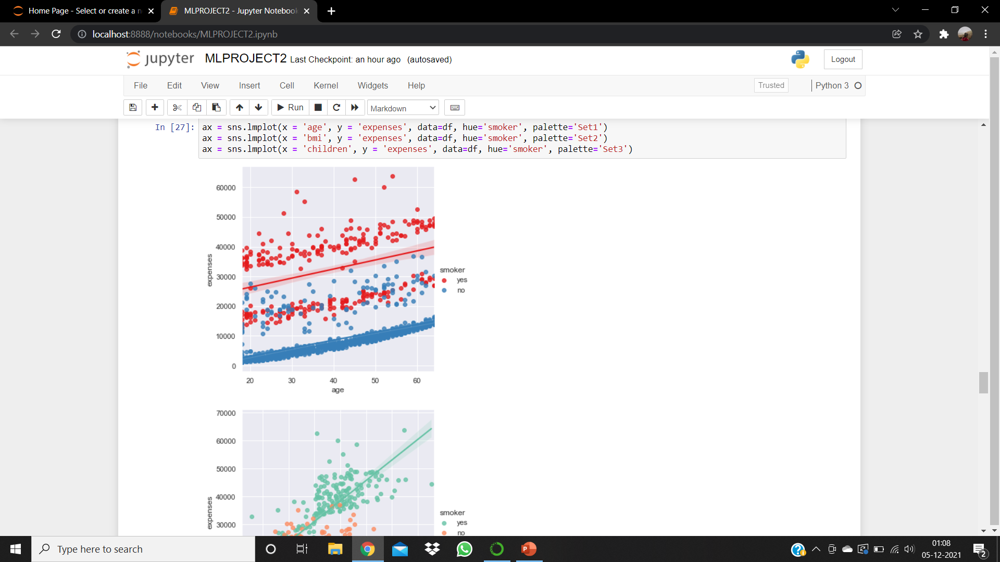 Home Page - Select or create a n
MLPROJECT2 - Jupyter Notebook
localhost:8888/notebooks/MLPROJECT2.ipynb
jupyter MLPROJECT2 Last Checkpoint: an hour ago (autosaved)
Logout
File Edit View Insert Cell Kernel Widgets Help
Trusted
Python 3
Run
Markdown
In [27]:
ax = sns.lmplot(x = 'age', y = 'expenses', data=df, hue='smoker', palette='Set1')
ax = sns.lmplot(x = 'bmi', y = 'expenses', data=df, hue='smoker', palette='Set2')
ax = sns.lmplot(x = 'children', y = 'expenses', data=df, hue='smoker', palette='Set3')
60000
50000
40000
30000
20000
10000
0
expenses
20 30 40 50 60
age
smoker
yes
no
70000
60000
50000
40000
30000
expenses
smoker
yes
no
Type here to search
P
01:08
05-12-2021
2